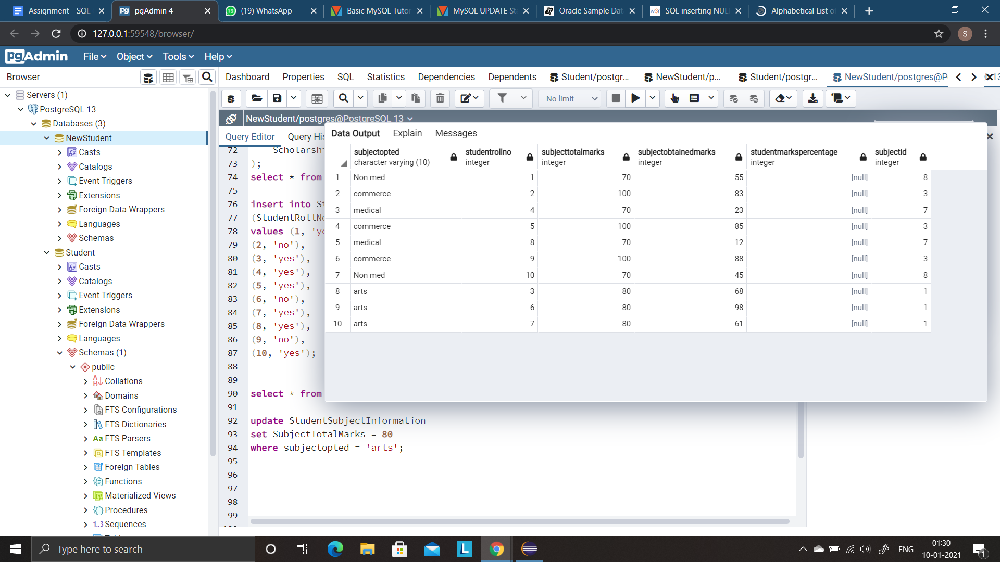 Assignment - SQL
pgAdmin 4
(19) WhatsApp
Basic MySQL Tutor
MySQL UPDATE St
Oracle Sample Dat
SQL inserting NUL
Alphabetical List o
127.0.0.1:59548/browser/
S
pgAdmin
File
Object
Tools
Help
Browser
Dashboard
Properties
SQL
Statistics
Dependencies
Dependents
Student/postgr...
NewStudent/p...
Student/postgr...
NewStudent/postgres@P
No limit
NewStudent/postgres@PostgreSQL 13
Query Editor
Query His
Servers (1)
PostgreSQL 13
Databases (3)
NewStudent
Casts
Catalogs
Event Triggers
Extensions
Foreign Data Wrappers
Languages
Schemas
Student
Casts
Catalogs
Event Triggers
Extensions
Foreign Data Wrappers
Languages
Schemas (1)
public
Collations
Domains
FTS Configurations
FTS Dictionaries
Aa FTS Parsers
FTS Templates
Foreign Tables
Functions
Materialized Views
Procedures
1..3 Sequences
72 Scholarsh
73 );
74 select * from
75
76 insert into St
77 (StudentRollNo
78 values (1, 'ye
79 (2, 'no'),
80 (3, 'yes'),
81 (4, 'yes'),
82 (5, 'yes'),
83 (6, 'no'),
84 (7, 'yes'),
85 (8, 'yes'),
86 (9, 'no'),
87 (10, 'yes');
88
89
90 select * from
91
92 update StudentSubjectInformation
93 set SubjectTotalMarks = 80
94 where subjectopted = 'arts';
95
96
97
98
99
Data Output
Explain
Messages
subjectopted studentrollno subjecttotalmarks subjectobtainedmarks studentmarkspercentage subjectid
character varying (10) integer integer integer integer integer
1 Non med 1 70 55 [null] 8
2 commerce 2 100 83 [null] 3
3 medical 4 70 23 [null] 7
4 commerce 5 100 85 [null] 3
5 medical 8 70 12 [null] 7
6 commerce 9 100 88 [null] 3
7 Non med 10 70 45 [null] 8
8 arts 3 80 68 [null] 1
9 arts 6 80 98 [null] 1
10 arts 7 80 61 [null] 1
Type here to search
L
ENG
01:30
10-01-2021
1